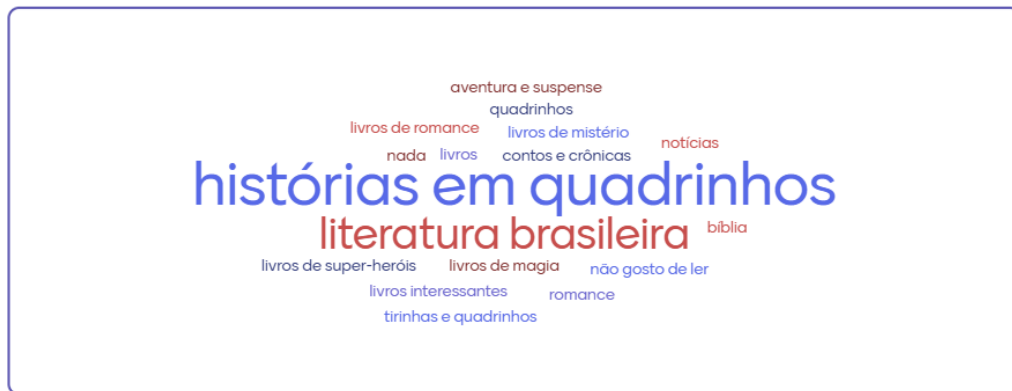 aventura e suspense
quadrinhos
livros de romance
livros de mistério
notícias
nada
livros
contos e crônicas
histórias em quadrinhos
literatura brasileira
bíblia
livros de super-heróis
livros de magia
não gosto de ler
livros interessantes
romance
tirinhas e quadrinhos